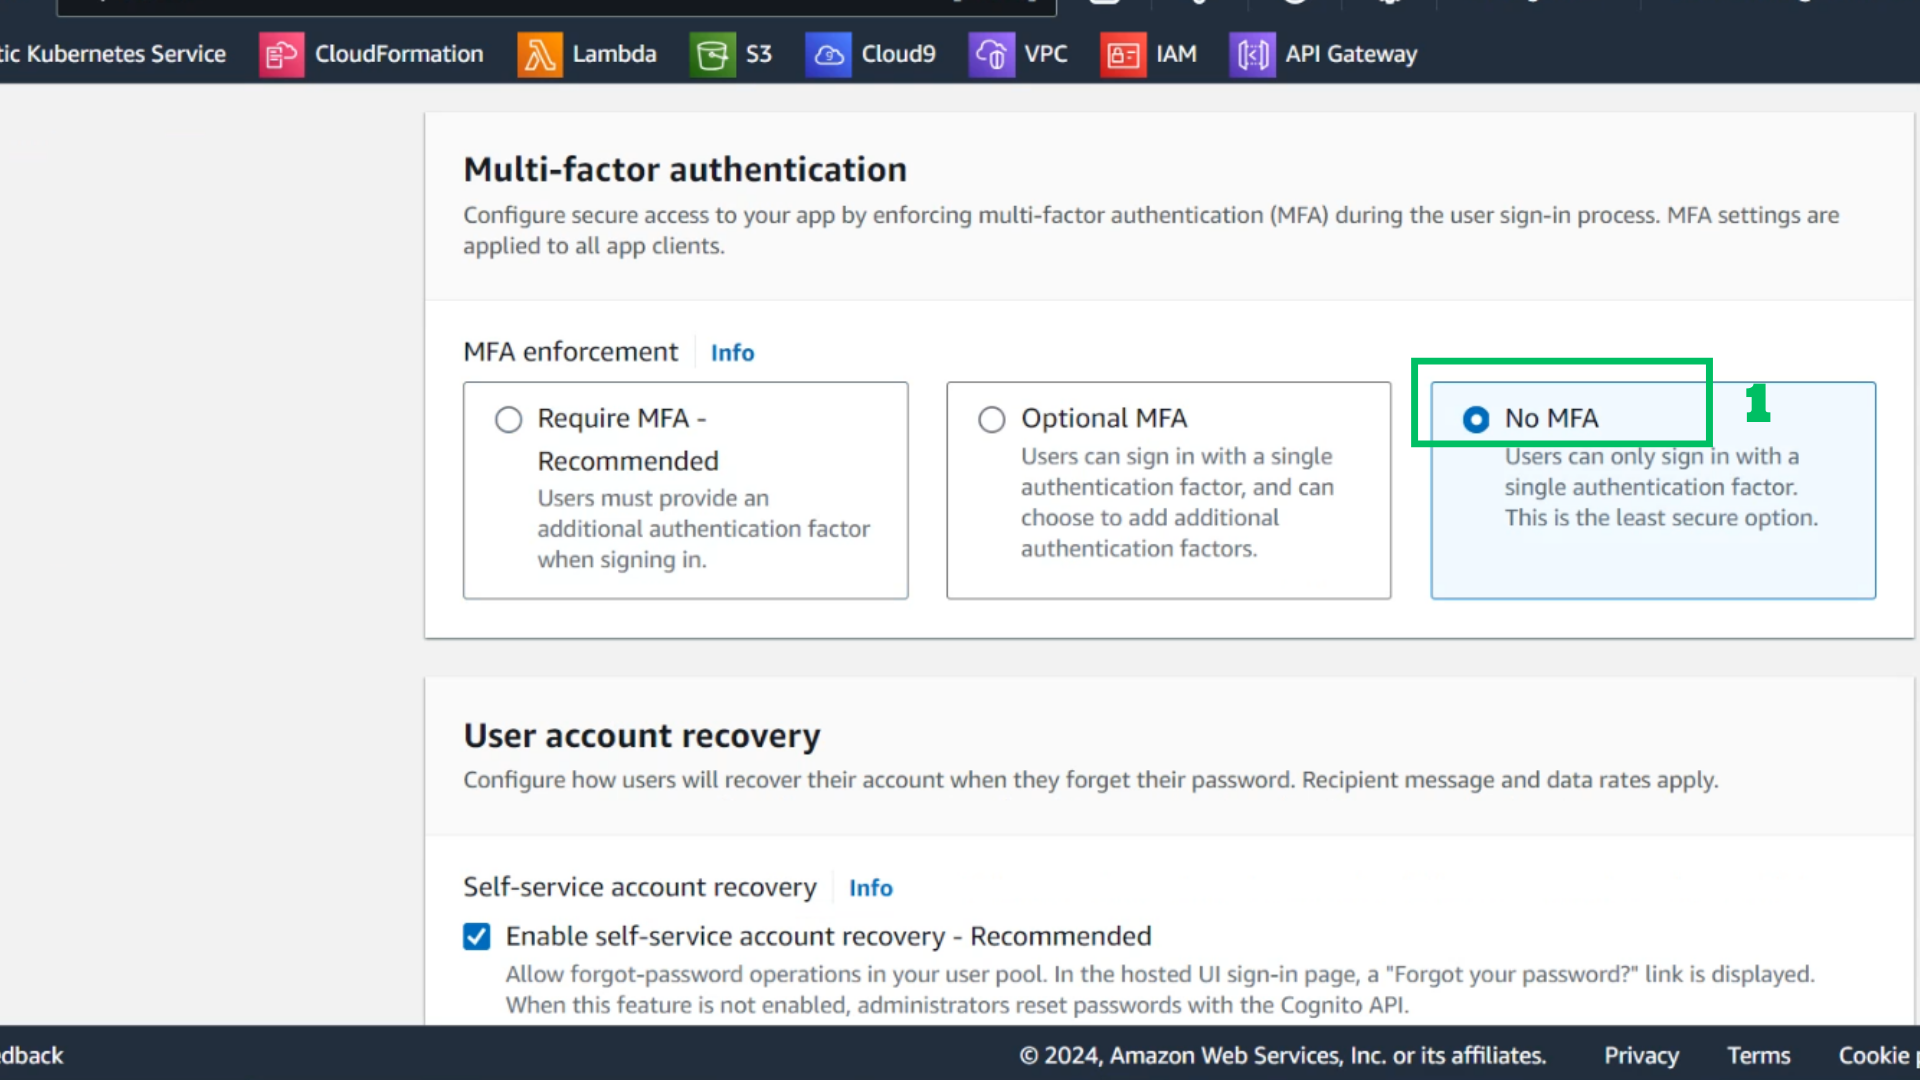 tic Kubernetes Service CloudFormation Lambda S3 Cloud9 VPC IAM API Gateway
Multi-factor authentication
Configure secure access to your app by enforcing multi-factor authentication (MFA) during the user sign-in process. MFA settings are
applied to all app clients.
MFA enforcement Info
Require MFA -
Recommended
Users must provide an
additional authentication factor
when signing in.
Optional MFA
Users can sign in with a single
authentication factor, and can
choose to add additional
authentication factors.
No MFA
Users can only sign in with a
single authentication factor.
This is the least secure option.
1
User account recovery
Configure how users will recover their account when they forget their password. Recipient message and data rates apply.
Self-service account recovery Info
Enable self-service account recovery - Recommended
Allow forgot-password operations in your user pool. In the hosted UI sign-in page, a "Forgot your password?" link is displayed.
When this feature is not enabled, administrators reset passwords with the Cognito API.
edback © 2024, Amazon Web Services, Inc. or its affiliates. Privacy Terms Cookie p